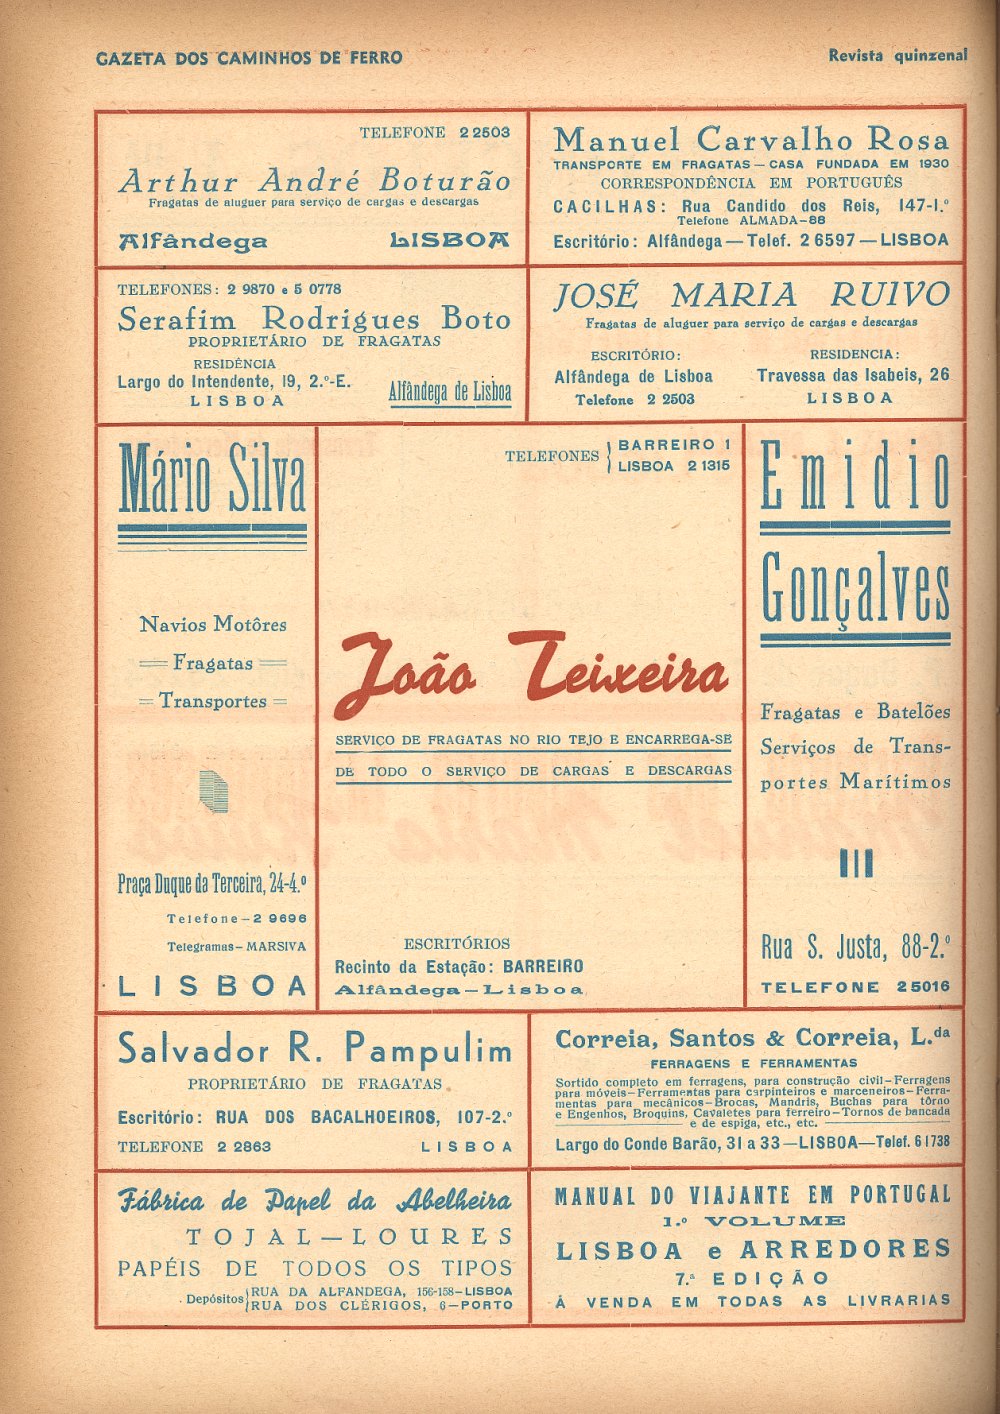 GAZETA DOS CAMINHOS DE FERRO
Revista quinzenal
TELEFONE 2 2503
Arthur André Boturão
Fragatas de aluguer para serviço de cargas e descargas
Alfândega LISBOA
Manuel Carvalho Rosa
TRANSPORTE EM FRAGATAS — CASA FUNDADA EM 1930
CORRESPONDÊNCIA EM PORTUGUÊS
CACILHAS: Rua Candido dos Reis, 147-1.º
Telefone ALMADA-88
Escritório: Alfândega — Telef. 2 6597 — LISBOA
TELEFONES: 2 9870 e 5 0778
Serafim Rodrigues Boto
PROPRIETÁRIO DE FRAGATAS
RESIDÊNCIA
Largo do Intendente, 19, 2.º-E.
LISBOA
Alfândega de Lisboa
JOSÉ MARIA RUIVO
Fragatas de aluguer para serviço de cargas e descargas
ESCRITÓRIO:
Alfândega de Lisboa
Telefone 2 2503
RESIDENCIA:
Travessa das Isabeis, 26
LISBOA
Mário Silva
Navios Motôres
Fragatas
Transportes
Praça Duque da Terceira, 24-4.º
Telefone - 2 9696
Telegramas - MARSIVA
LISBOA
TELEFONES { BARREIRO 1
LISBOA 2 1315
João Teixeira
SERVIÇO DE FRAGATAS NO RIO TEJO E ENCARREGA-SE
DE TODO O SERVIÇO DE CARGAS E DESCARGAS
ESCRITÓRIOS
Recinto da Estação: BARREIRO
Alfândega - Lisboa
Emidio
Gonçalves
Fragatas e Batelões
Serviços de Trans-
portes Marítimos
Rua S. Justa, 88-2.º
TELEFONE 2 5016
Salvador R. Pampulim
PROPRIETÁRIO DE FRAGATAS
Escritório: RUA DOS BACALHOEIROS, 107-2.º
TELEFONE 2 2863 LISBOA
Correia, Santos & Correia, L.da
FERRAGENS E FERRAMENTAS
Sortido completo em ferragens, para construção civil - Ferragens
para móveis - Ferramentas para carpinteiros e marceneiros - Ferra-
mentas para mecânicos - Brocas, Mandris, Buchas para tôrno
e Engenhos, Broquins, Cavaletes para ferreiro - Tornos de bancada
e de espiga, etc., etc.
Largo do Conde Barão, 31 a 33 — LISBOA — Telef. 6 1738
Fábrica de Papel da Abelheira
TOJAL — LOURES
PAPÉIS DE TODOS OS TIPOS
Depósitos { RUA DA ALFANDEGA, 156-158 - LISBOA
RUA DOS CLÉRIGOS, 6 - PORTO
MANUAL DO VIAJANTE EM PORTUGAL
1.º VOLUME
LISBOA e ARREDORES
7.ª EDIÇÃO
À VENDA EM TODAS AS LIVRARIAS